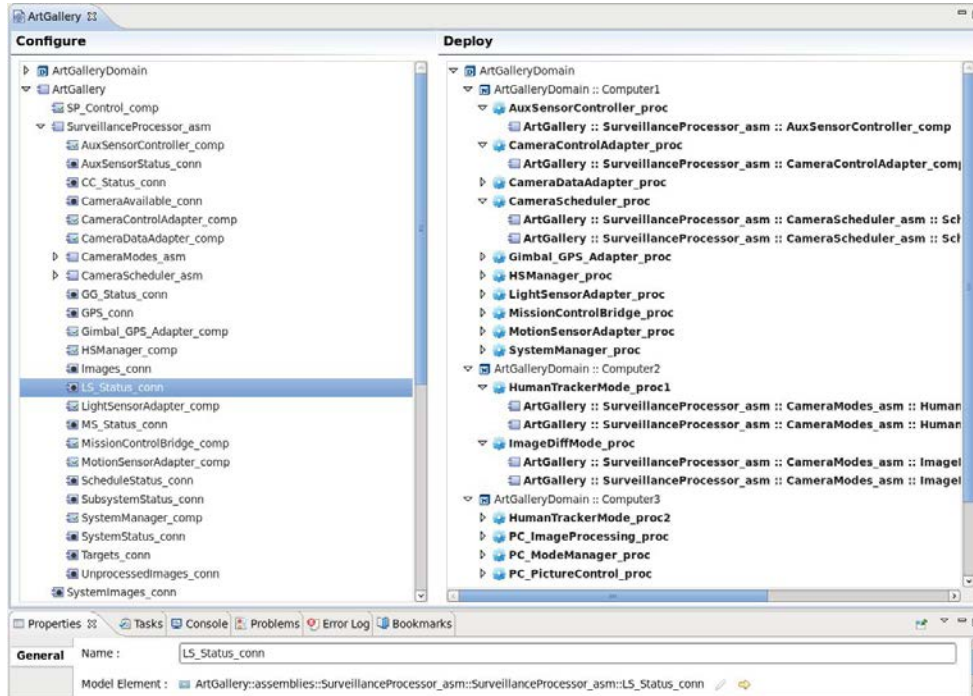 ArtGallery
Configure
ArtGalleryDomain
ArtGallery
SP_Control_comp
SurveillanceProcessor_asm
AuxSensorController_comp
AuxSensorStatus_conn
CC_Status_conn
CameraAvailable_conn
CameraControlAdapter_comp
CameraDataAdapter_comp
CameraModes_asm
CameraScheduler_asm
GG_Status_conn
GPS_conn
Gimbal_GPS_Adapter_comp
HSManager_comp
Images_conn
LS_Status_conn
LightSensorAdapter_comp
MS_Status_conn
MissionControlBridge_comp
MotionSensorAdapter_comp
ScheduleStatus_conn
SubsystemStatus_conn
SystemManager_comp
SystemStatus_conn
Targets_conn
UnprocessedImages_conn
SystemImages_conn
Deploy
ArtGalleryDomain
ArtGalleryDomain :: Computer1
AuxSensorController_proc
ArtGallery :: SurveillanceProcessor_asm :: AuxSensorController_comp
CameraControlAdapter_proc
ArtGallery :: SurveillanceProcessor_asm :: CameraControlAdapter_comp
CameraDataAdapter_proc
CameraScheduler_proc
ArtGallery :: SurveillanceProcessor_asm :: CameraScheduler_asm :: Sch
ArtGallery :: SurveillanceProcessor_asm :: CameraScheduler_asm :: Sch
Gimbal_GPS_Adapter_proc
HSManager_proc
LightSensorAdapter_proc
MissionControlBridge_proc
MotionSensorAdapter_proc
SystemManager_proc
ArtGalleryDomain :: Computer2
HumanTrackerMode_proc1
ArtGallery :: SurveillanceProcessor_asm :: CameraModes_asm :: Human
ArtGallery :: SurveillanceProcessor_asm :: CameraModes_asm :: Human
ImageDiffMode_proc
ArtGallery :: SurveillanceProcessor_asm :: CameraModes_asm :: ImageI
ArtGallery :: SurveillanceProcessor_asm :: CameraModes_asm :: ImageI
ArtGalleryDomain :: Computer3
HumanTrackerMode_proc2
PC_ImageProcessing_proc
PC_ModeManager_proc
PC_PictureControl_proc
Properties Tasks Console Problems Error Log Bookmarks
General
Name : LS_Status_conn
Model Element : ArtGallery::assemblies::SurveillanceProcessor_asm::SurveillanceProcessor_asm::LS_Status_conn